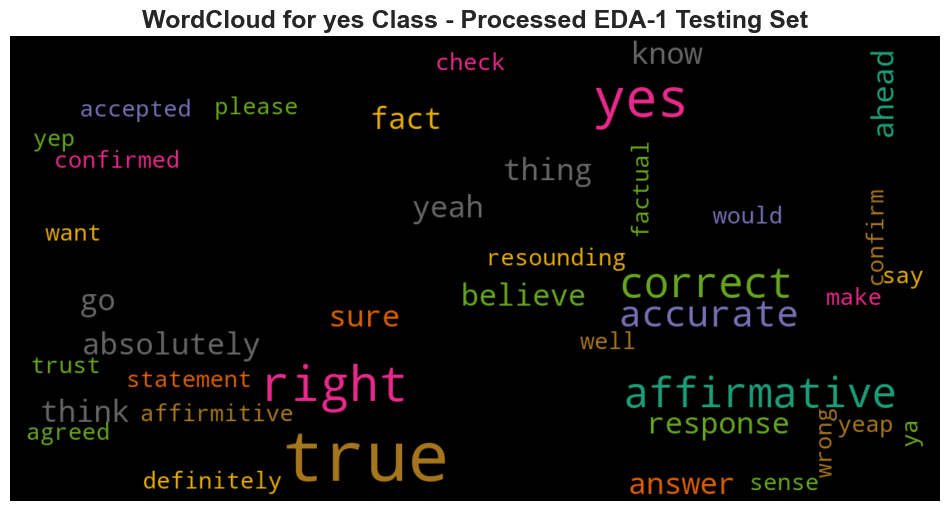 WordCloud for yes Class - Processed EDA-1 Testing Set
know
check
ahead
yes
accepted
please
fact
yep
confirmed
factual
thing
yeah
would
confirm
want
resounding
say
believe
correct
make
go
sure
accurate
absolutely
well
trust
statement
right
affirmative
think
affirmitive
response
wrong
yeap
ya
agreed
true
definitely
answer
sense